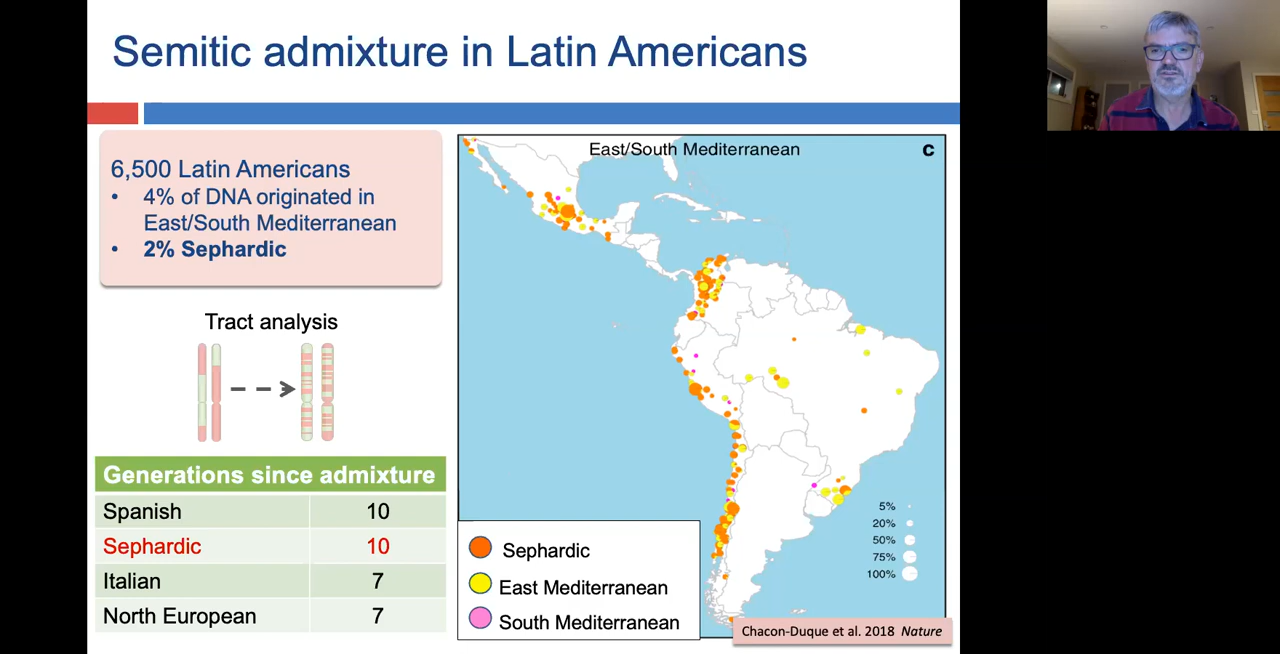 Semitic admixture in Latin Americans
6,500 Latin Americans
• 4% of DNA originated in
East/South Mediterranean
• 2% Sephardic
Tract analysis
Generations since admixture
Spanish 10
Sephardic 10
Italian 7
North European 7
East/South Mediterranean c
5%
20%
50%
75%
100%
Sephardic
East Mediterranean
South Mediterranean
Chacon-Duque et al. 2018 Nature